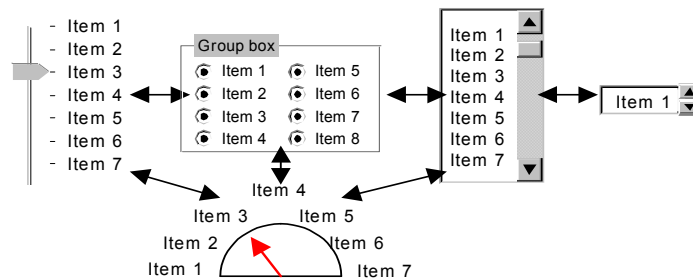 - Item 1
- Item 2
- Item 3
- Item 4
- Item 5
- Item 6
- Item 7
Group box
Item 1
Item 5
Item 2
Item 6
Item 3
Item 7
Item 4
Item 8
Item 1
Item 2
Item 3
Item 4
Item 5
Item 6
Item 7
Item 1
Item 4
Item 3
Item 5
Item 2
Item 6
Item 1
Item 7